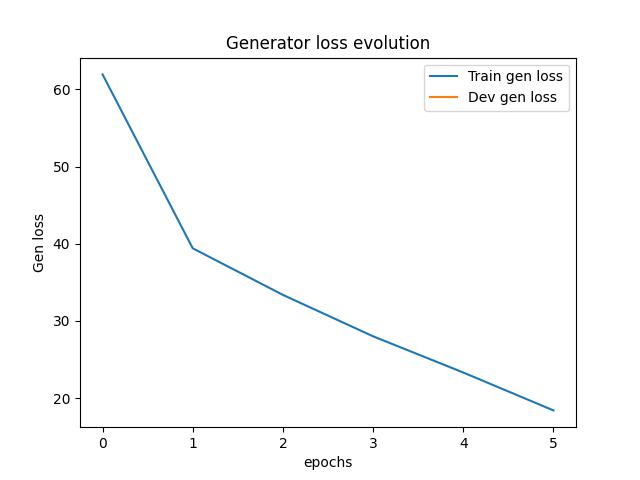 Generator loss evolution
Train gen loss
Dev gen loss
60
50
40
30
20
Gen loss
0 1 2 3 4 5
epochs